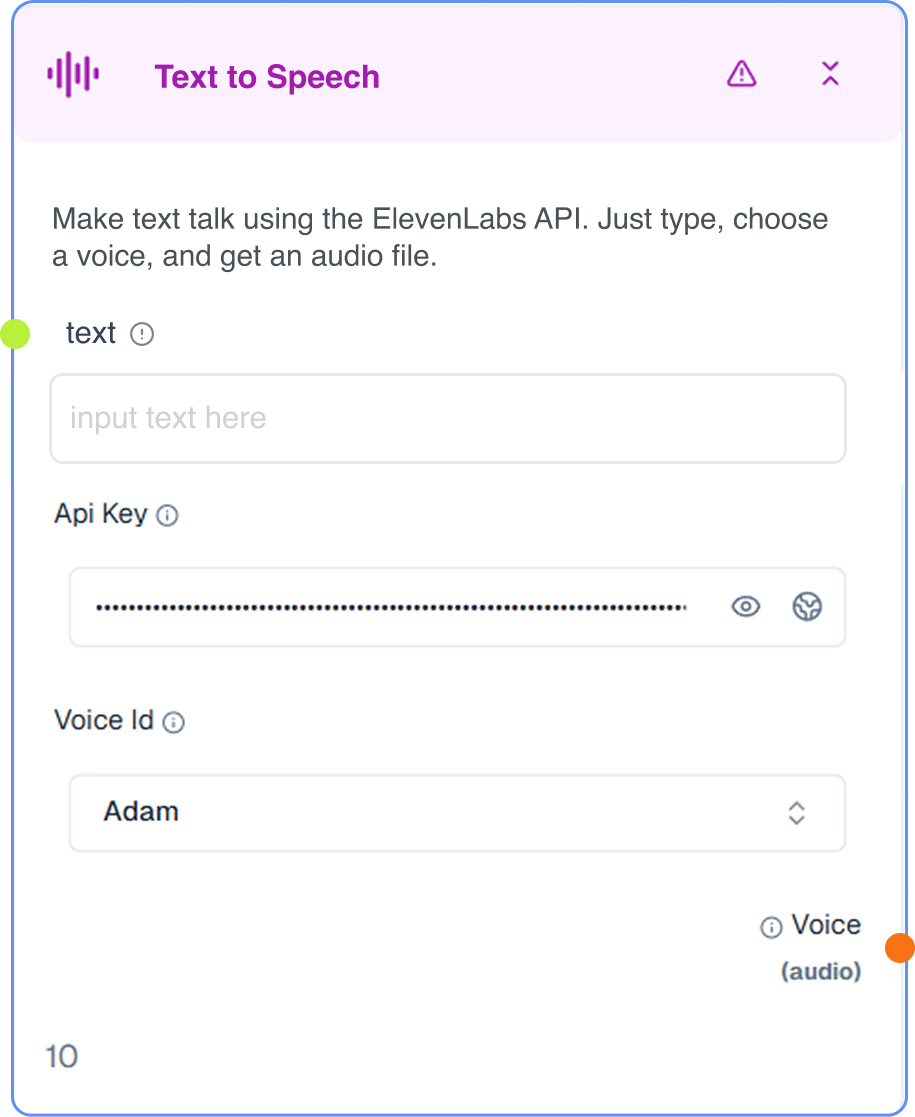 Text to Speech
Make text talk using the ElevenLabs API. Just type, choose
a voice, and get an audio file.
text
input text here
Api Key
Voice Id
Adam
Voice
(audio)
10